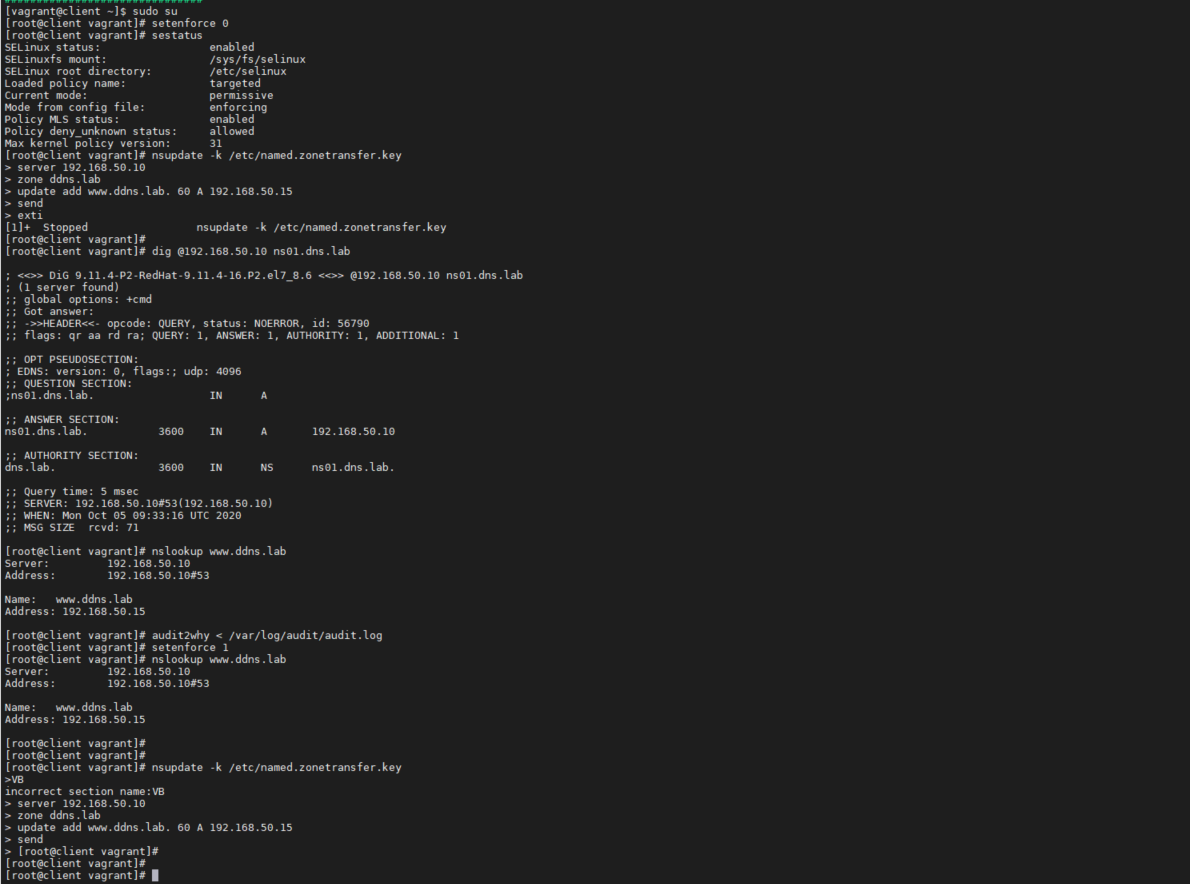 ###############################
[vagrant@client ~]$ sudo su
[root@client vagrant]# setenforce 0
[root@client vagrant]# sestatus
SELinux status:                 enabled
SELinuxfs mount:                /sys/fs/selinux
SELinux root directory:         /etc/selinux
Loaded policy name:             targeted
Current mode:                   permissive
Mode from config file:          enforcing
Policy MLS status:              enabled
Policy deny_unknown status:     allowed
Max kernel policy version:      31
[root@client vagrant]# nsupdate -k /etc/named.zonetransfer.key
> server 192.168.50.10
> zone ddns.lab
> update add www.ddns.lab. 60 A 192.168.50.15
> send
> exti
[1]+  Stopped                 nsupdate -k /etc/named.zonetransfer.key
[root@client vagrant]#
[root@client vagrant]# dig @192.168.50.10 ns01.dns.lab

; <<>> DiG 9.11.4-P2-RedHat-9.11.4-16.P2.el7_8.6 <<>> @192.168.50.10 ns01.dns.lab
; (1 server found)
;; global options: +cmd
;; Got answer:
;; ->>HEADER<<- opcode: QUERY, status: NOERROR, id: 56790
;; flags: qr aa rd ra; QUERY: 1, ANSWER: 1, AUTHORITY: 1, ADDITIONAL: 1

;; OPT PSEUDOSECTION:
; EDNS: version: 0, flags:; udp: 4096
;; QUESTION SECTION:
;ns01.dns.lab.                  IN      A

;; ANSWER SECTION:
ns01.dns.lab.           3600    IN      A       192.168.50.10

;; AUTHORITY SECTION:
dns.lab.                3600    IN      NS      ns01.dns.lab.

;; Query time: 5 msec
;; SERVER: 192.168.50.10#53(192.168.50.10)
;; WHEN: Mon Oct 05 09:33:16 UTC 2020
;; MSG SIZE  rcvd: 71

[root@client vagrant]# nslookup www.ddns.lab
Server:         192.168.50.10
Address:        192.168.50.10#53

Name:   www.ddns.lab
Address: 192.168.50.15

[root@client vagrant]# audit2why < /var/log/audit/audit.log
[root@client vagrant]# setenforce 1
[root@client vagrant]# nslookup www.ddns.lab
Server:         192.168.50.10
Address:        192.168.50.10#53

Name:   www.ddns.lab
Address: 192.168.50.15

[root@client vagrant]#
[root@client vagrant]#
[root@client vagrant]# nsupdate -k /etc/named.zonetransfer.key
>VB
incorrect section name:VB
> server 192.168.50.10
> zone ddns.lab
> update add www.ddns.lab. 60 A 192.168.50.15
> send
> [root@client vagrant]#
[root@client vagrant]#
[root@client vagrant]#